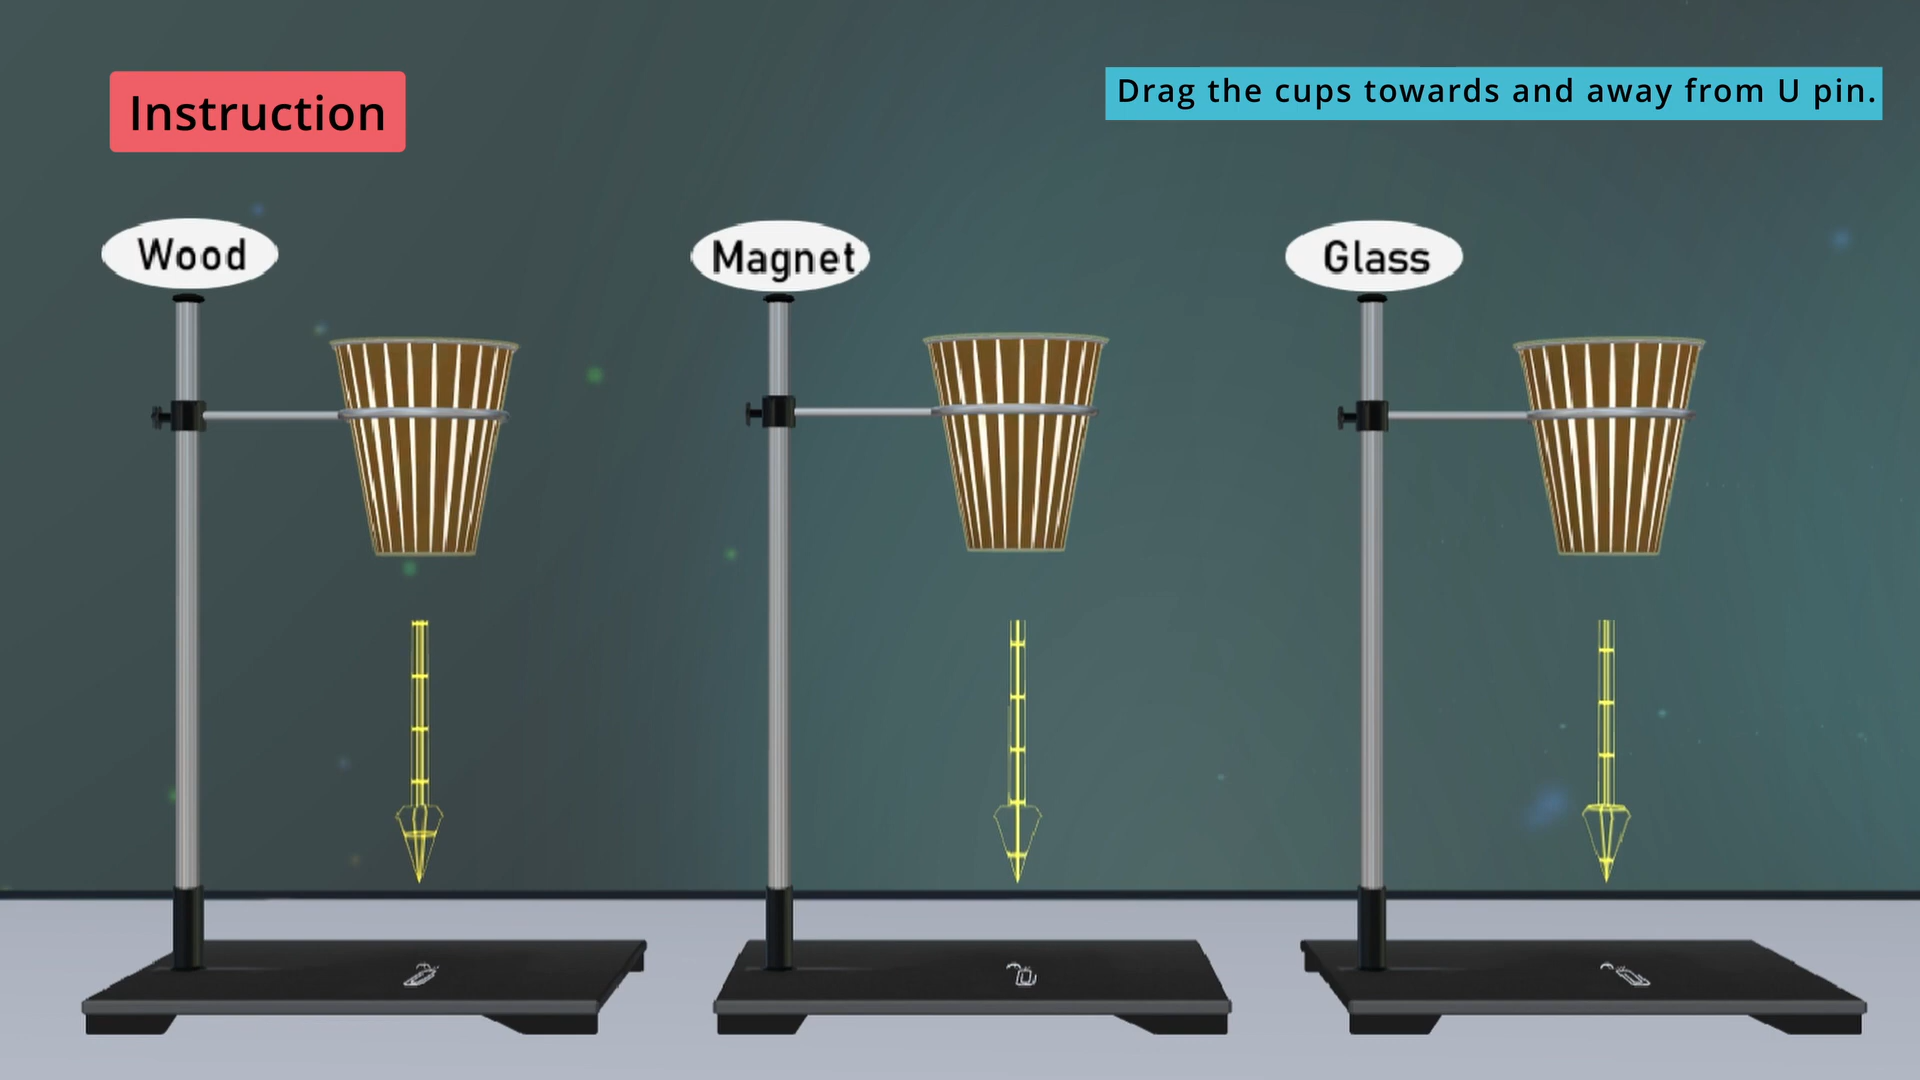 Instruction
Drag the cups towards and away from U pin.
Wood
Magnet
Glass